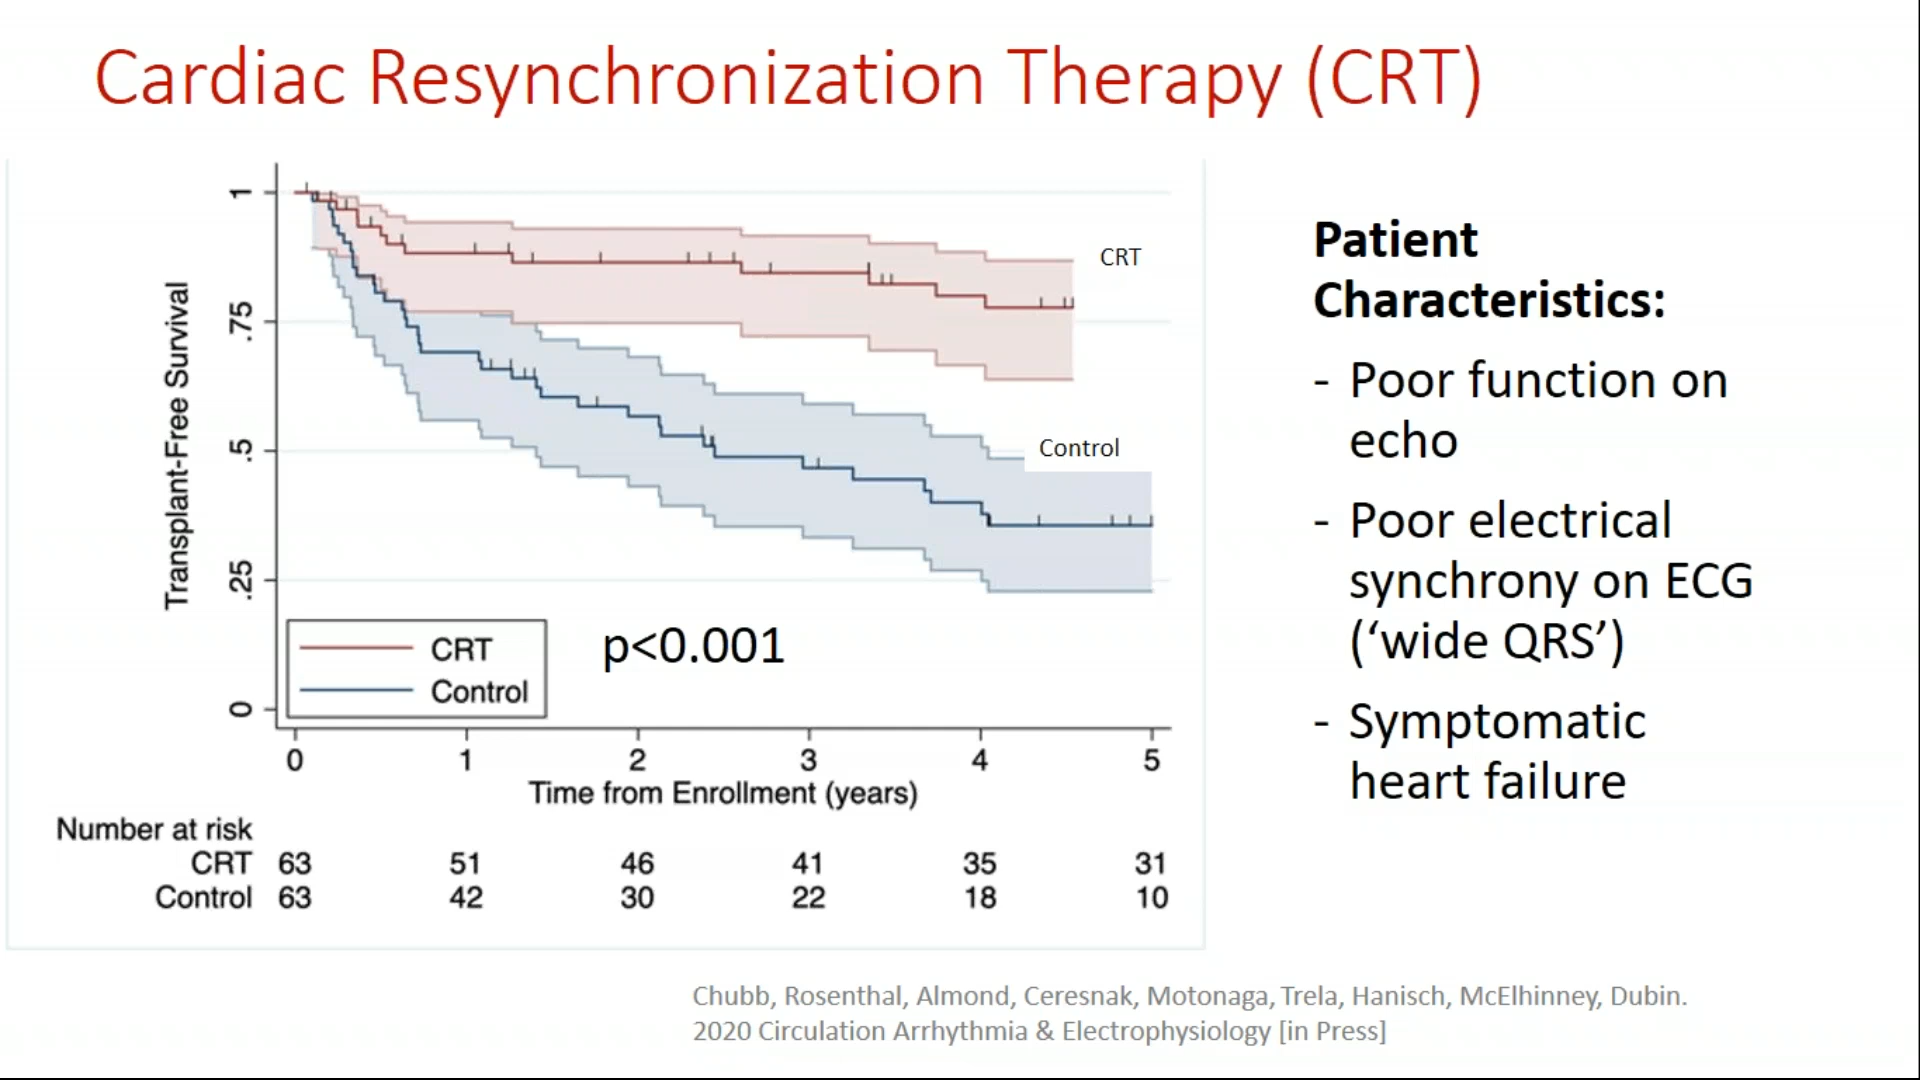 Cardiac Resynchronization Therapy (CRT)
1
.75
.5
.25
0
Transplant-Free Survival
CRT
Control
CRT
Control
p<0.001
0 1 2 3 4 5
Time from Enrollment (years)
Number at risk
CRT 63 51 46 41 35 31
Control 63 42 30 22 18 10
Patient
Characteristics:
- Poor function on
echo
- Poor electrical
synchrony on ECG
(‘wide QRS’)
- Symptomatic
heart failure
Chubb, Rosenthal, Almond, Ceresnak, Motonaga, Trela, Hanisch, McElhinney, Dubin.
2020 Circulation Arrhythmia & Electrophysiology [in Press]